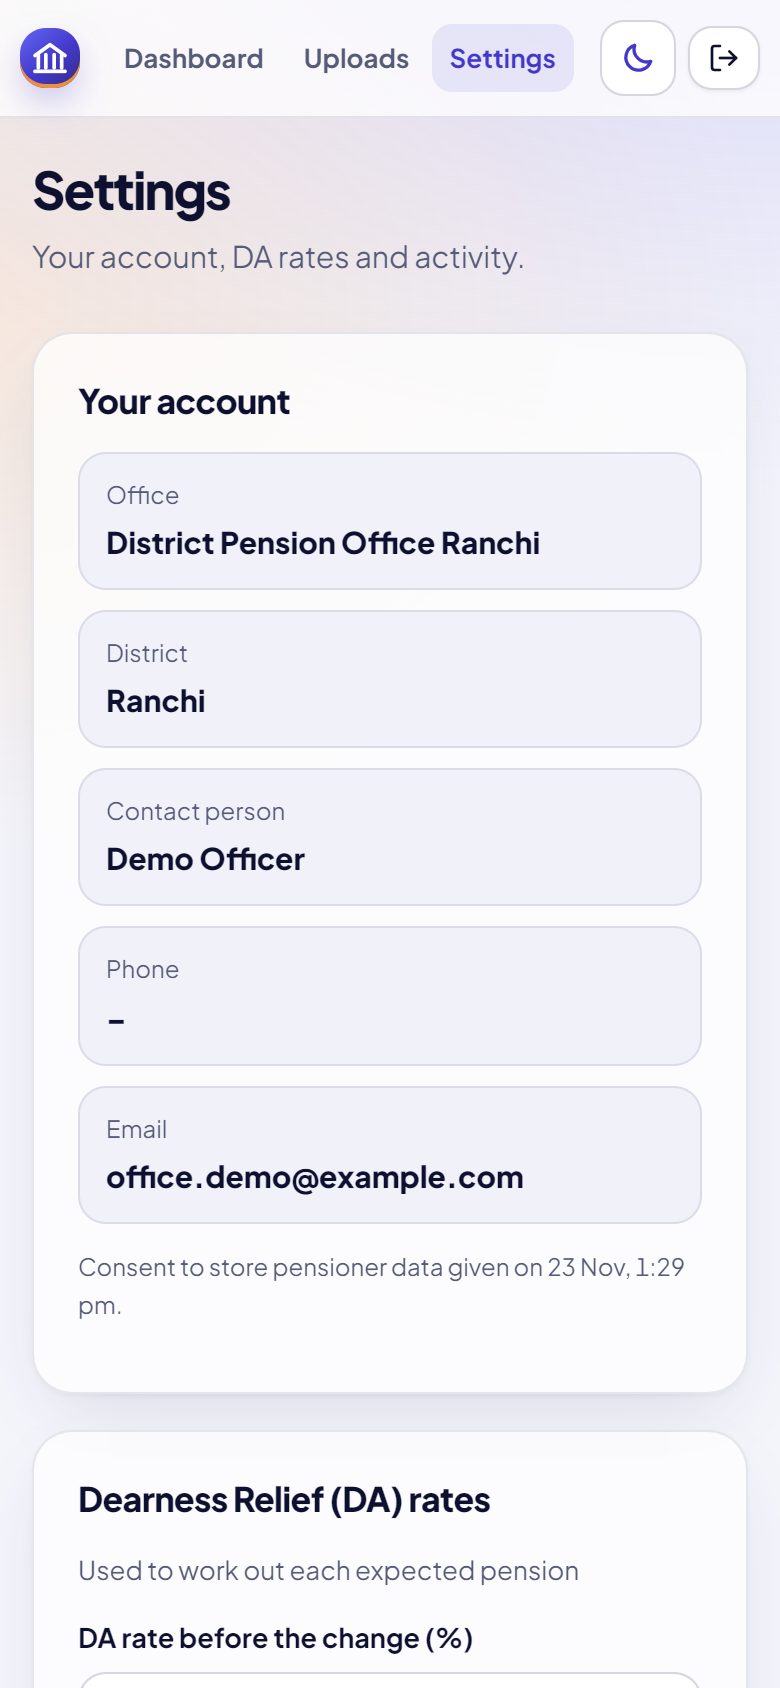 Dashboard Uploads Settings
Settings
Your account, DA rates and activity.
Your account
Office
District Pension Office Ranchi
District
Ranchi
Contact person
Demo Officer
Phone
–
Email
office.demo@example.com
Consent to store pensioner data given on 23 Nov, 1:29
pm.
Dearness Relief (DA) rates
Used to work out each expected pension
DA rate before the change (%)